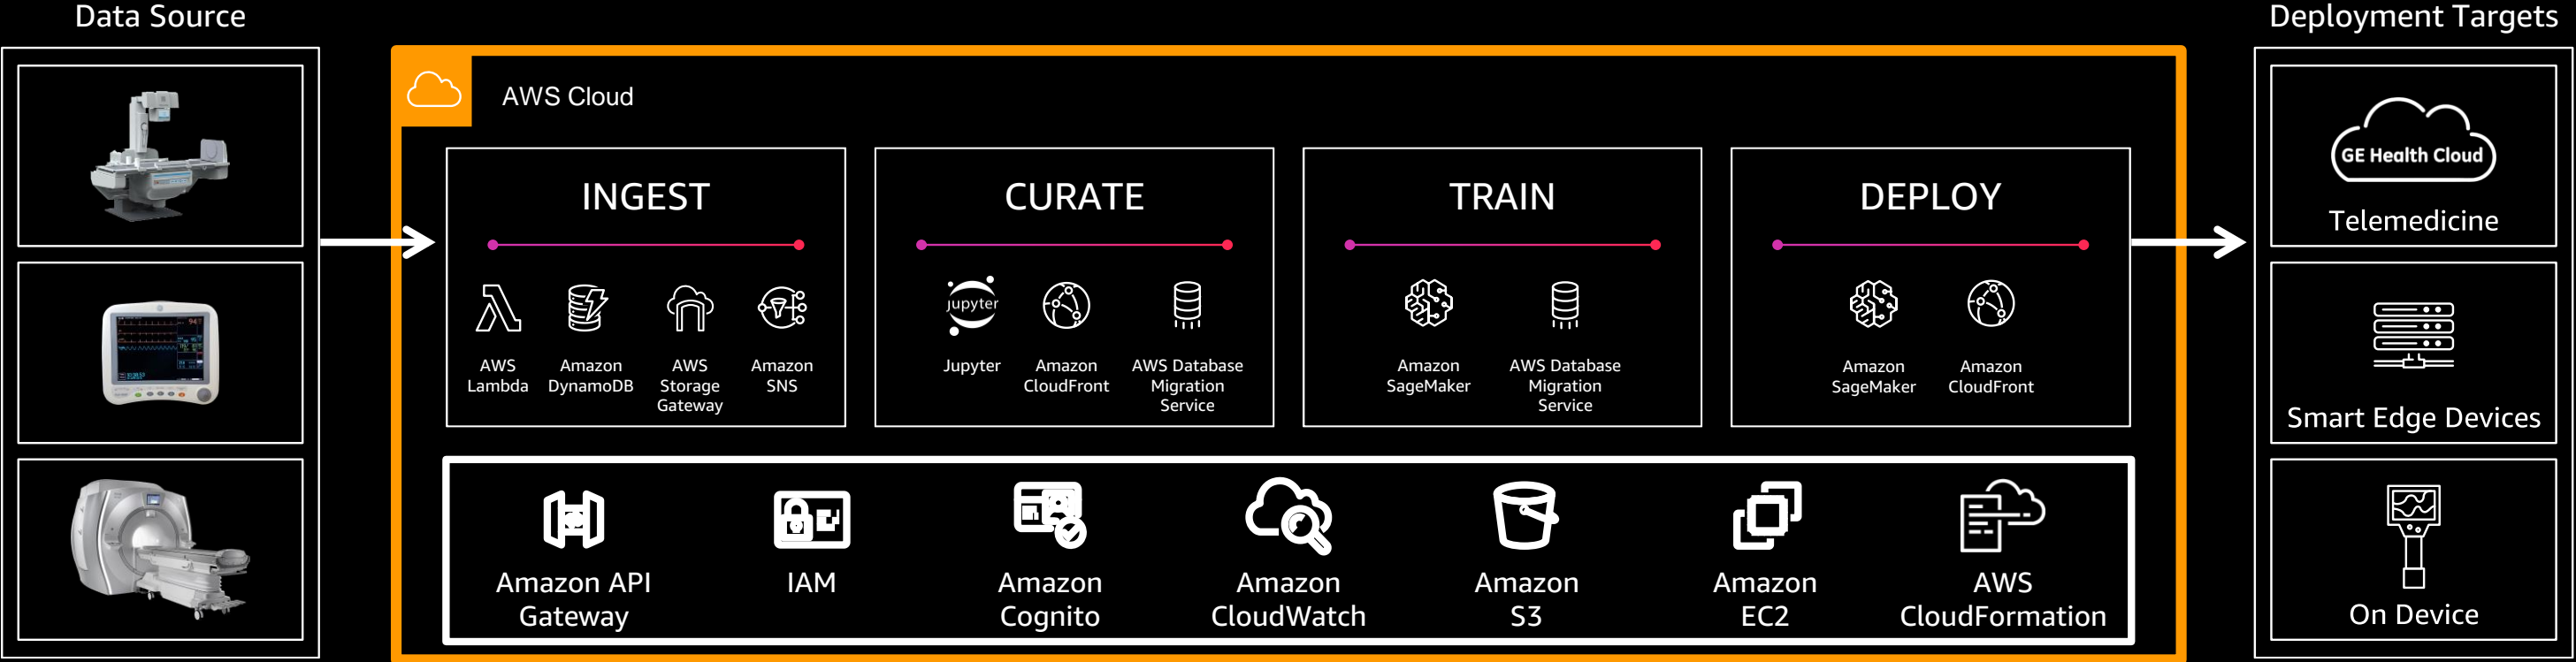 Data Source
Deployment Targets
AWS Cloud
INGEST
AWS
Lambda
Amazon
DynamoDB
AWS
Storage
Gateway
Amazon
SNS
CURATE
jupyter
Jupyter
Amazon
CloudFront
AWS Database
Migration
Service
TRAIN
Amazon
SageMaker
AWS Database
Migration
Service
DEPLOY
Amazon
SageMaker
Amazon
CloudFront
Amazon API
Gateway
IAM
Amazon
Cognito
Amazon
CloudWatch
Amazon
S3
Amazon
EC2
AWS
CloudFormation
GE Health Cloud
Telemedicine
Smart Edge Devices
On Device